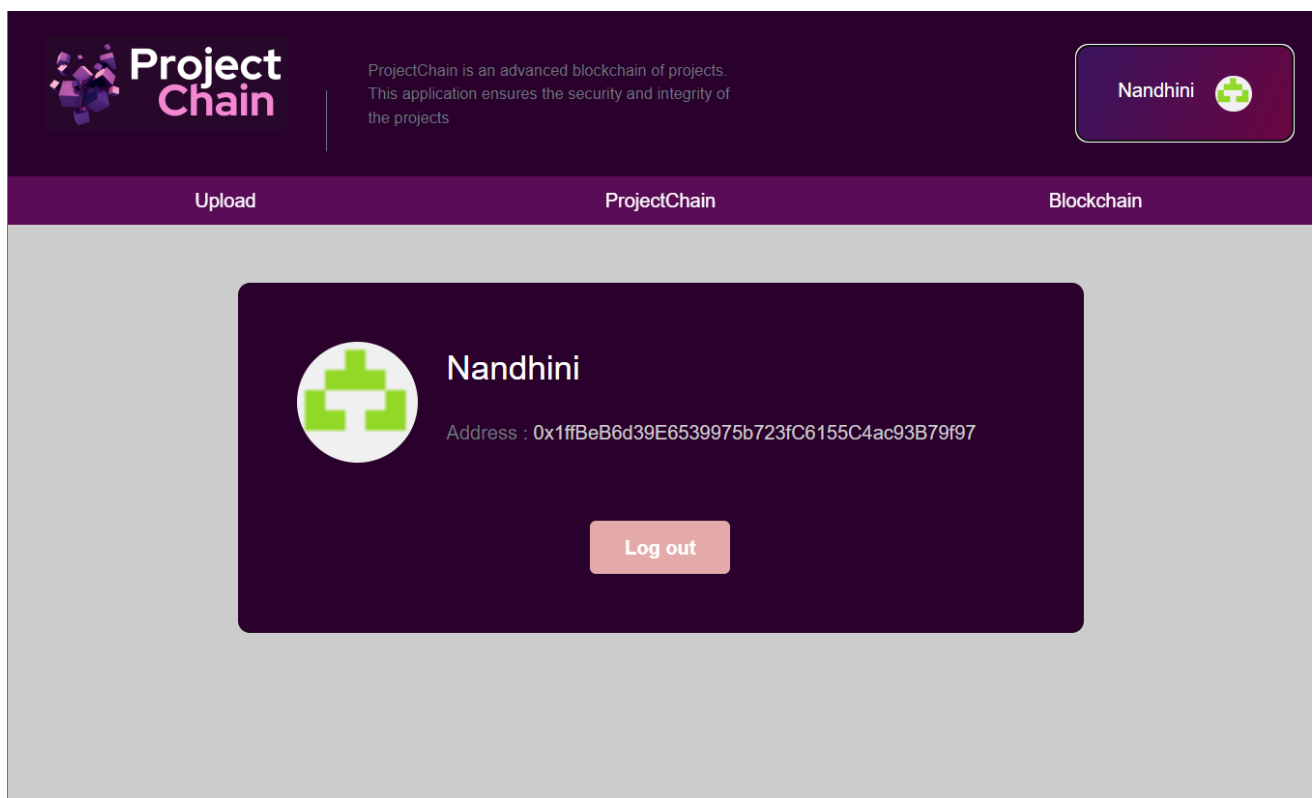 Project
Chain
ProjectChain is an advanced blockchain of projects.
This application ensures the security and integrity of
the projects
Nandhini
Upload
ProjectChain
Blockchain
Nandhini
Address : 0x1ffBeB6d39E6539975b723fC6155C4ac93B79f97
Log out